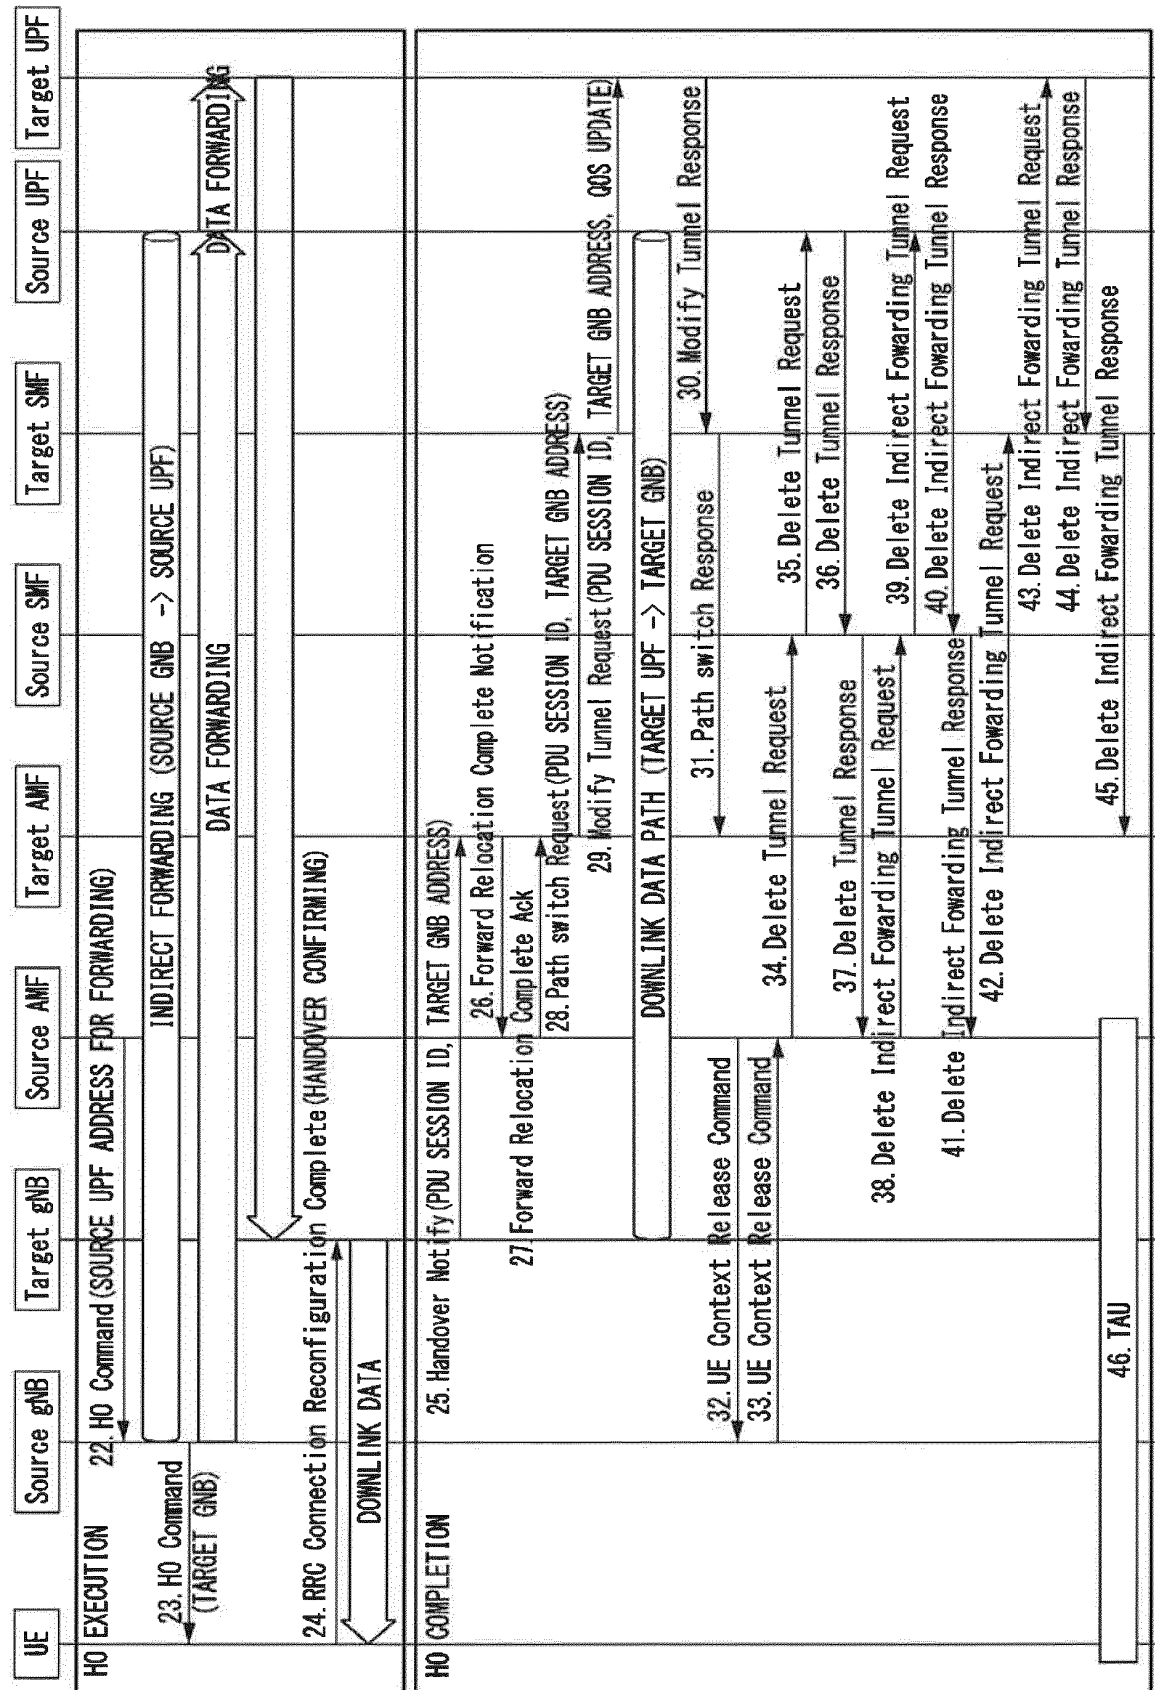 UE
Source gNB
Target gNB
Source AMF
Target AMF
Source SMF
Target SMF
Source UPF
Target UPF
HO EXECUTION
22. HO Command(SOURCE UPF ADDRESS FOR FORWARDING)
INDIRECT FORWARDING (SOURCE GNB -> SOURCE UPF)
23. HO Command
(TARGET GNB)
DATA FORWARDING
DATA FORWARDING
24. RRC Connection Reconfiguration Complete(HANDOVER CONFIRMING)
DOWNLINK DATA
HO COMPLETION
25. Handover Notify(PDU SESSION ID, TARGET GNB ADDRESS)
26. Forward Relocation Complete Notification
27. Forward Relocation Complete Ack
28. Path switch Request(PDU SESSION ID, TARGET GNB ADDRESS)
29. Modify Tunnel Request(PDU SESSION ID, TARGET GNB ADDRESS, QOS UPDATE)
DOWNLINK DATA PATH (TARGET UPF -> TARGET GNB)
30. Modify Tunnel Response
31. Path switch Response
32. UE Context Release Command
33. UE Context Release Command
34. Delete Tunnel Request
35. Delete Tunnel Request
36. Delete Tunnel Response
37. Delete Tunnel Response
38. Delete Indirect Fowarding Tunnel Request
39. Delete Indirect Fowarding Tunnel Request
40. Delete Indirect Fowarding Tunnel Response
41. Delete Indirect Fowarding Tunnel Response
42. Delete Indirect Fowarding Tunnel Request
43. Delete Indirect Fowarding Tunnel Request
44. Delete Indirect Fowarding Tunnel Response
45. Delete Indirect Fowarding Tunnel Response
46. TAU